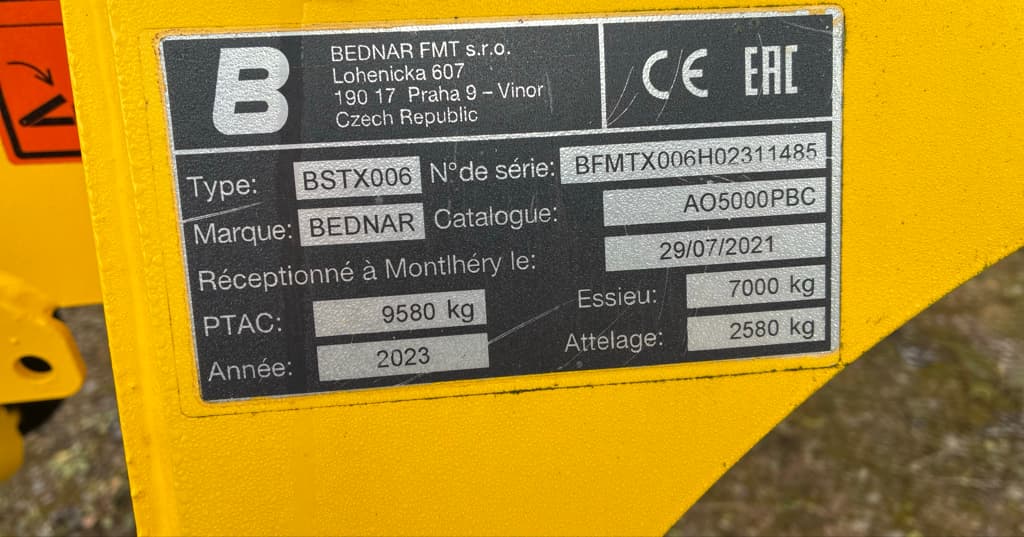 B
BEDNAR FMT s.r.o.
Lohenicka 607
190 17 Praha 9 – Vinor
Czech Republic
CE EAC
Type: BSTX006 N°de série: BFMTX006H02311485
Marque: BEDNAR Catalogue: AO5000PBC
Réceptionné à Montlhéry le: 29/07/2021
PTAC: 9580 kg Essieu: 7000 kg
Année: 2023 Attelage: 2580 kg